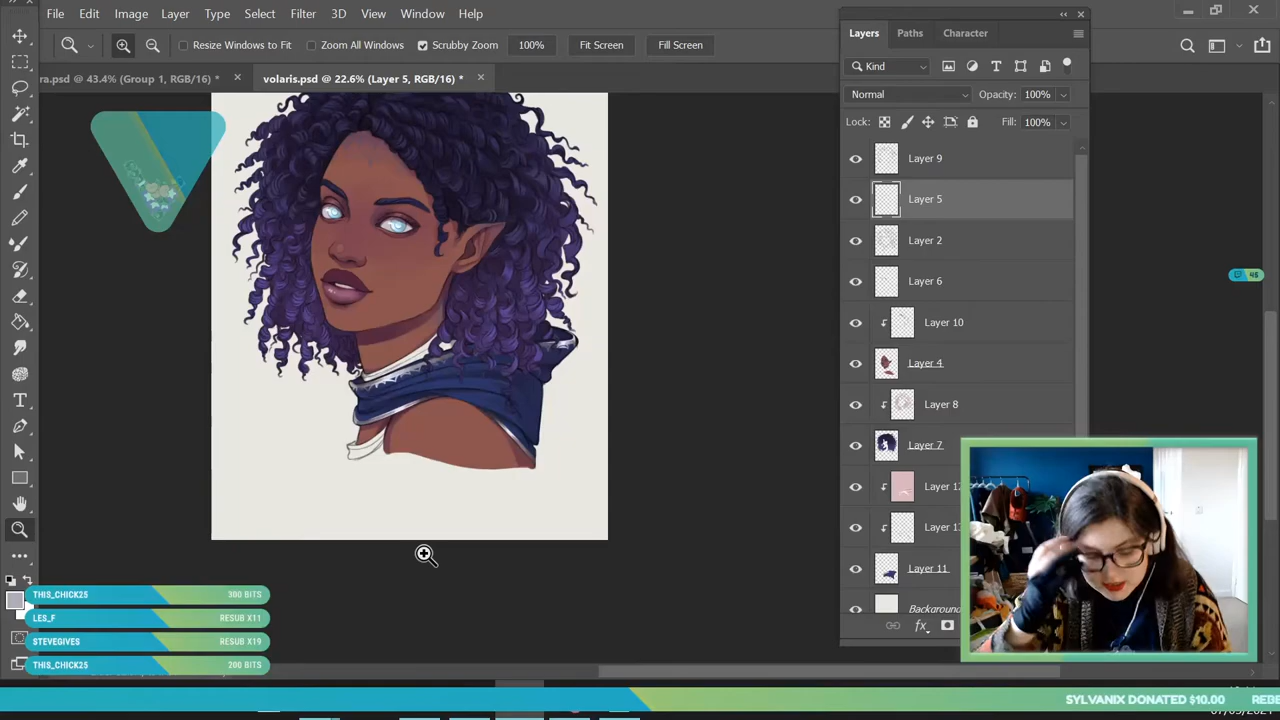 File Edit Image Layer Type Select Filter 3D View Window Help
Resize Windows to Fit Zoom All Windows Scrubby Zoom 100% Fit Screen Fill Screen
ra.psd @ 43.4% (Group 1, RGB/16) * volaris.psd @ 22.6% (Layer 5, RGB/16) *
Layers Paths Character
Kind
Normal Opacity: 100%
Lock: Fill: 100%
Layer 9
Layer 5
Layer 2
Layer 6
Layer 10
Layer 4
Layer 8
Layer 7
Layer
Layer
Layer 11
Background
fx
THIS_CHICK25 300 BITS
LES_F RESUB X11
STEVEGIVES RESUB X19
THIS_CHICK25 200 BITS
SYLVANIX DONATED $10.00